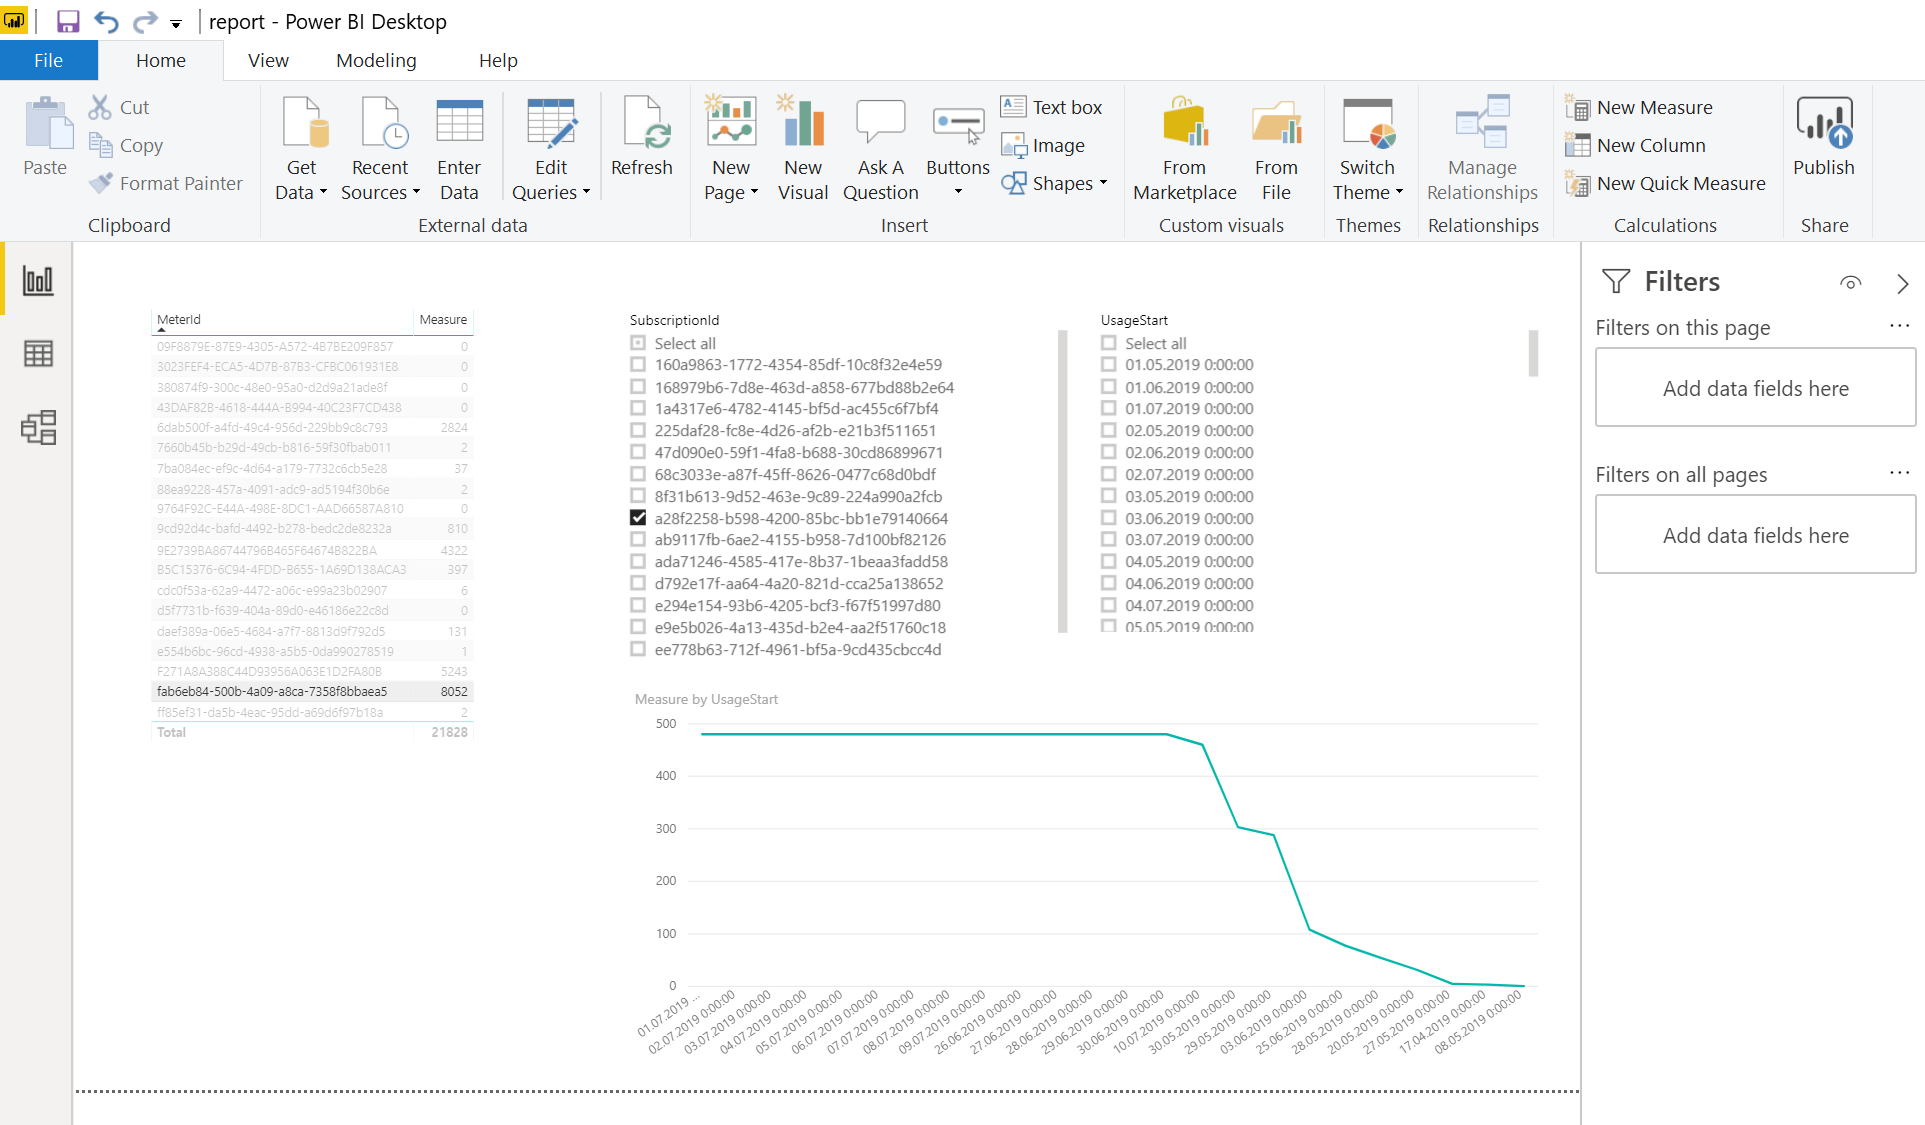 report - Power BI Desktop
File Home View Modeling Help
Paste
Cut
Copy
Format Painter
Clipboard
Get Data
Recent Sources
Enter Data
Edit Queries
Refresh
External data
New Page
New Visual
Ask A Question
Buttons
Text box
Image
Shapes
Insert
From Marketplace
From File
Custom visuals
Switch Theme
Themes
Manage Relationships
Relationships
New Measure
New Column
New Quick Measure
Calculations
Publish
Share
MeterId Measure
09F8879E-87E9-4305-A572-4B7BE209F857 0
3023FEF4-ECA5-4D7B-87B3-CFBC061931E8 0
380874f9-300c-48e0-95a0-d2d9a21ade8f 0
43DAF82B-4618-444A-B994-40C23F7CD438 0
6dab500f-a4fd-49c4-956d-229bb9c8c793 2824
7660b45b-b29d-49cb-b816-59f30fbab011 2
7ba084ec-ef9c-4d64-a179-7732c6cb5e28 37
88ea9228-457a-4091-adc9-ad5194f30b6e 2
9764F92C-E44A-498E-8DC1-AAD66587A810 0
9cd92d4c-bafd-4492-b278-bedc2de8232a 810
9E2739BA86744796B465F64674B822BA 4322
B5C15376-6C94-4FDD-B655-1A69D138ACA3 397
cdc0f53a-62a9-4472-a06c-e99a23b02907 6
d5f7731b-f639-404a-89d0-e46186e22c8d 0
daef389a-06e5-4684-a7f7-8813d9f792d5 131
e554b6bc-96cd-4938-a5b5-0da990278519 1
F271A8A388C44D93956A063E1D2FA80B 5243
fab6eb84-500b-4a09-a8ca-7358f8bbaea5 8052
ff85ef31-da5b-4eac-95dd-a69d6f97b18a 2
Total 21828
SubscriptionId
Select all
160a9863-1772-4354-85df-10c8f32e4e59
168979b6-7d8e-463d-a858-677bd88b2e64
1a4317e6-4782-4145-bf5d-ac455c6f7bf4
225daf28-fc8e-4d26-af2b-e21b3f511651
47d090e0-59f1-4fa8-b688-30cd86899671
68c3033e-a87f-45ff-8626-0477c68d0bdf
8f31b613-9d52-463e-9c89-224a990a2fcb
a28f2258-b598-4200-85bc-bb1e79140664
ab9117fb-6ae2-4155-b958-7d100bf82126
ada71246-4585-417e-8b37-1beaa3fadd58
d792e17f-aa64-4a20-821d-cca25a138652
e294e154-93b6-4205-bcf3-f67f51997d80
e9e5b026-4a13-435d-b2e4-aa2f51760c18
ee778b63-712f-4961-bf5a-9cd435cbcc4d
UsageStart
Select all
01.05.2019 0:00:00
01.06.2019 0:00:00
01.07.2019 0:00:00
02.05.2019 0:00:00
02.06.2019 0:00:00
02.07.2019 0:00:00
03.05.2019 0:00:00
03.06.2019 0:00:00
03.07.2019 0:00:00
04.05.2019 0:00:00
04.06.2019 0:00:00
04.07.2019 0:00:00
05.05.2019 0:00:00
Measure by UsageStart
500
400
300
200
100
0
01.07.2019 ...
02.07.2019 0:00:00
03.07.2019 0:00:00
04.07.2019 0:00:00
05.07.2019 0:00:00
06.07.2019 0:00:00
07.07.2019 0:00:00
08.07.2019 0:00:00
09.07.2019 0:00:00
26.06.2019 0:00:00
27.06.2019 0:00:00
28.06.2019 0:00:00
29.06.2019 0:00:00
30.06.2019 0:00:00
10.07.2019 0:00:00
30.05.2019 0:00:00
29.05.2019 0:00:00
03.06.2019 0:00:00
25.06.2019 0:00:00
28.05.2019 0:00:00
20.05.2019 0:00:00
27.05.2019 0:00:00
17.04.2019 0:00:00
08.05.2019 0:00:00
Filters
Filters on this page ...
Add data fields here
Filters on all pages ...
Add data fields here